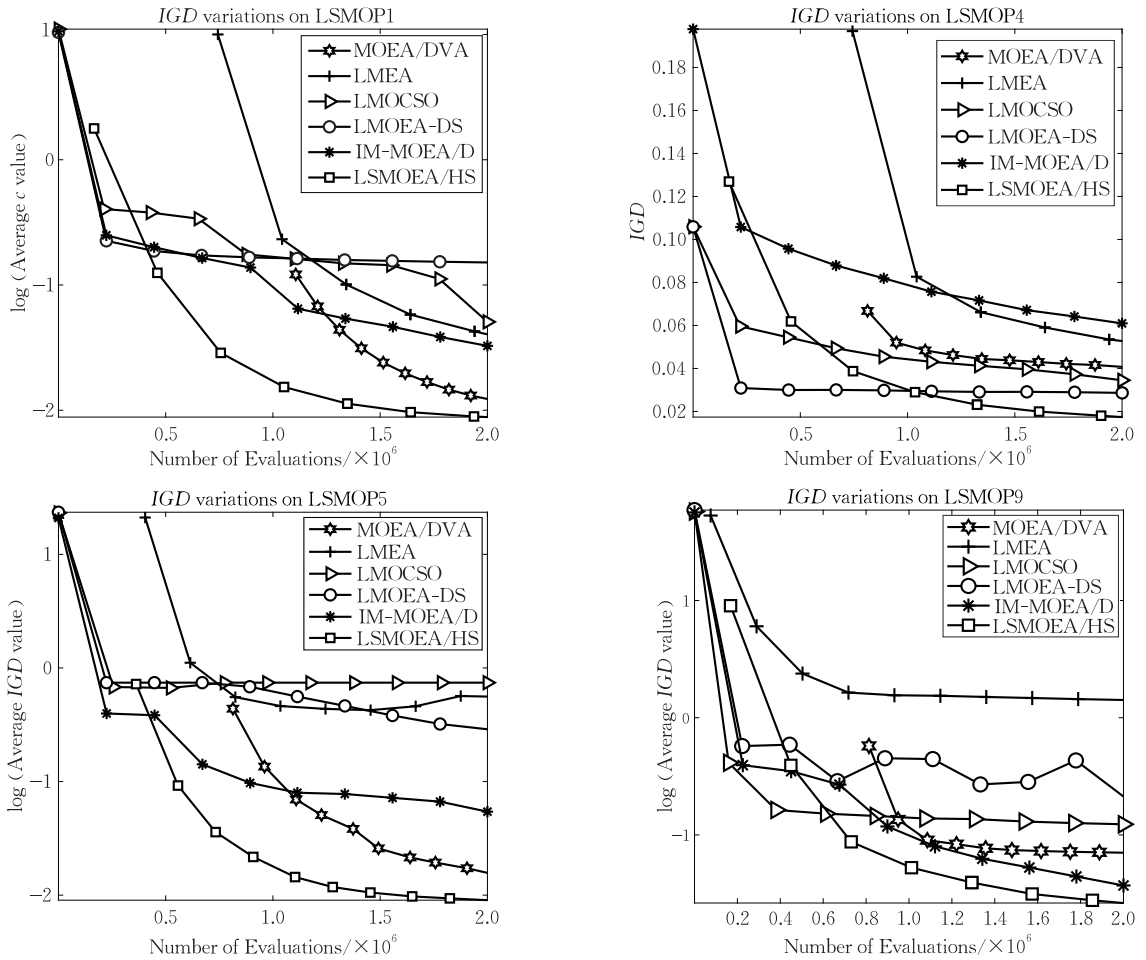 IGD variations on LSMOP1
log (Average c value)
1
0
−1
−2
MOEA/DVA
LMEA
LMOCSO
LMOEA-DS
IM-MOEA/D
LSMOEA/HS
0.5
1.0
1.5
2.0
Number of Evaluations/×10^6
IGD variations on LSMOP4
IGD
0.18
0.16
0.14
0.12
0.10
0.08
0.06
0.04
0.02
MOEA/DVA
LMEA
LMOCSO
LMOEA-DS
IM-MOEA/D
LSMOEA/HS
0.5
1.0
1.5
2.0
Number of Evaluations/×10^6
IGD variations on LSMOP5
log (Average IGD value)
1
0
−1
−2
MOEA/DVA
LMEA
LMOCSO
LMOEA-DS
IM-MOEA/D
LSMOEA/HS
0.5
1.0
1.5
2.0
Number of Evaluations/×10^6
IGD variations on LSMOP9
log (Average IGD value)
1
0
−1
MOEA/DVA
LMEA
LMOCSO
LMOEA-DS
IM-MOEA/D
LSMOEA/HS
0.2 0.4 0.6 0.8 1.0 1.2 1.4 1.6 1.8 2.0
Number of Evaluations/×10^6